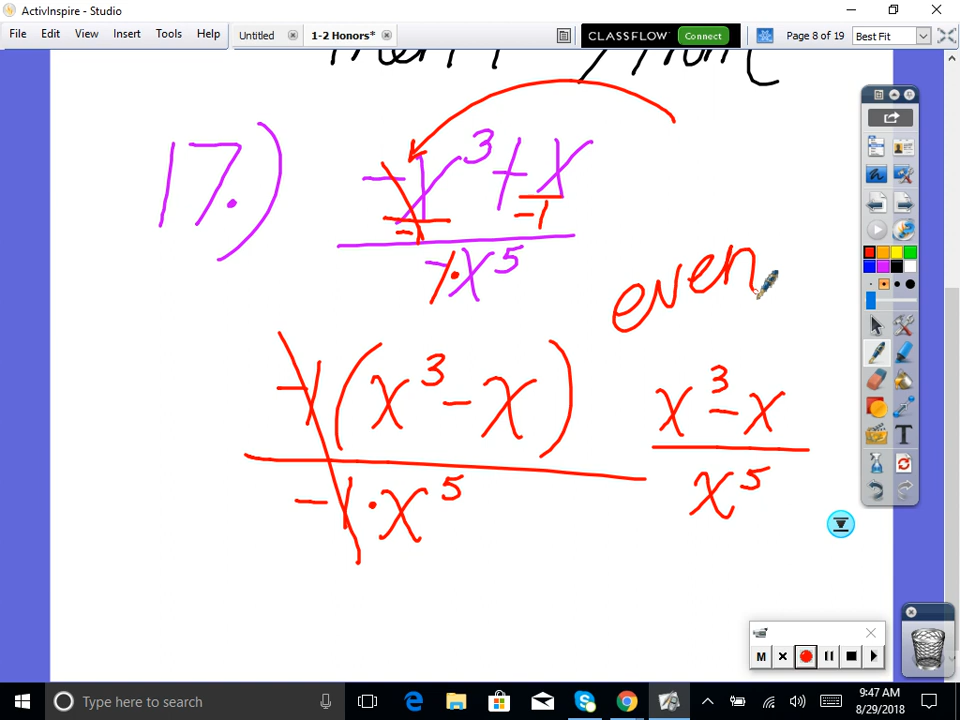 ActivInspire - Studio
File Edit View Insert Tools Help Untitled 1-2 Honors* CLASSFLOW Connect Page 8 of 19 Best Fit
17.) -x³ + x
-1 -1
-1·x⁵
even
-1(x³ - x) x³ - x
-1·x⁵ x⁵
M
Type here to search
9:47 AM
8/29/2018